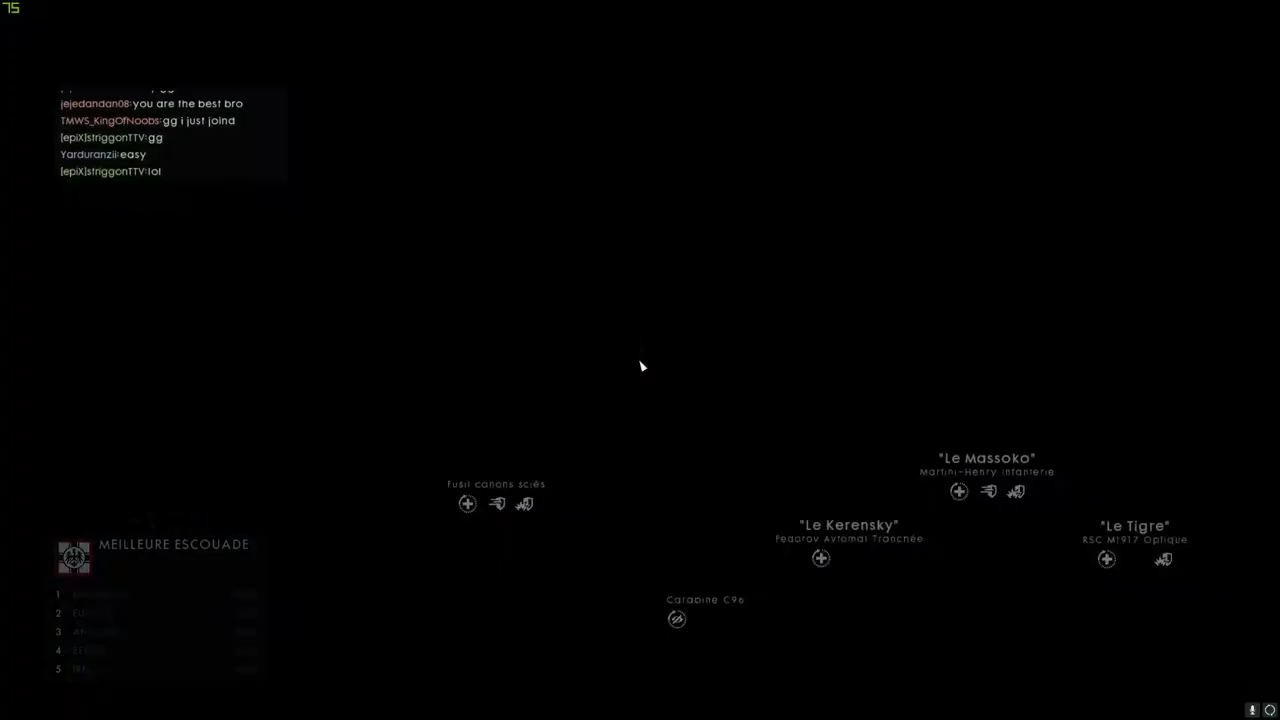 75
jejedandan08:you are the best bro
TMWS_KingOfNoobs:gg i just joind
[epiX]striggonTTV:gg
Yarduranzii:easy
[epiX]striggonTTV:lol
"Le Massoko"
Martini-Henry Infanterie
Fusil canons sciés
"Le Kerensky"
Fedorov Avtomat Tranchée
"Le Tigre"
RSC M1917 Optique
MEILLEURE ESCOUADE
Carabine C96
1
2
3
4
5